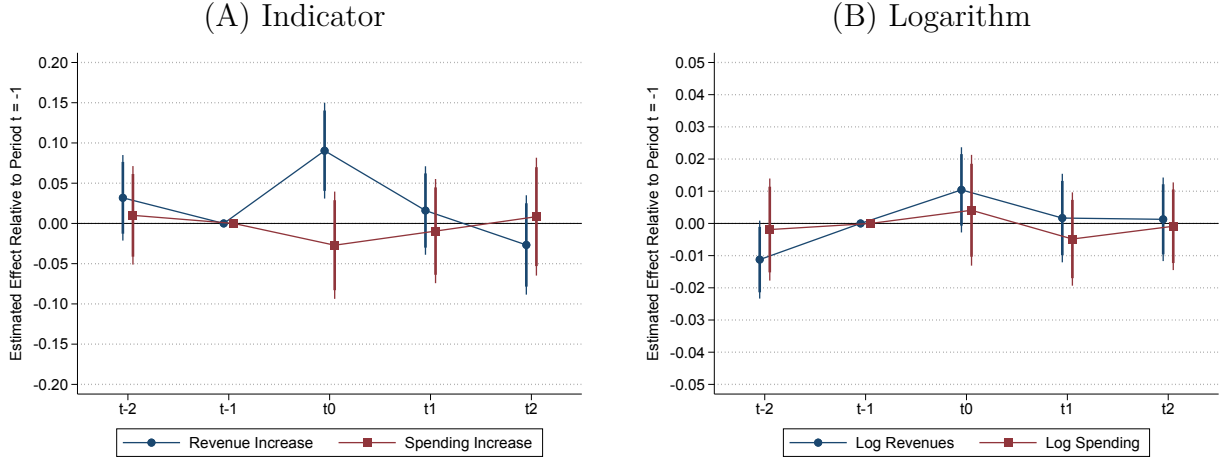 (A) Indicator
Estimated Effect Relative to Period t = -1
0.20
0.15
0.10
0.05
0.00
-0.05
-0.10
-0.15
-0.20
t-2 t-1 t0 t1 t2
Revenue Increase Spending Increase
(B) Logarithm
Estimated Effect Relative to Period t = -1
0.05
0.04
0.03
0.02
0.01
0.00
-0.01
-0.02
-0.03
-0.04
-0.05
t-2 t-1 t0 t1 t2
Log Revenues Log Spending